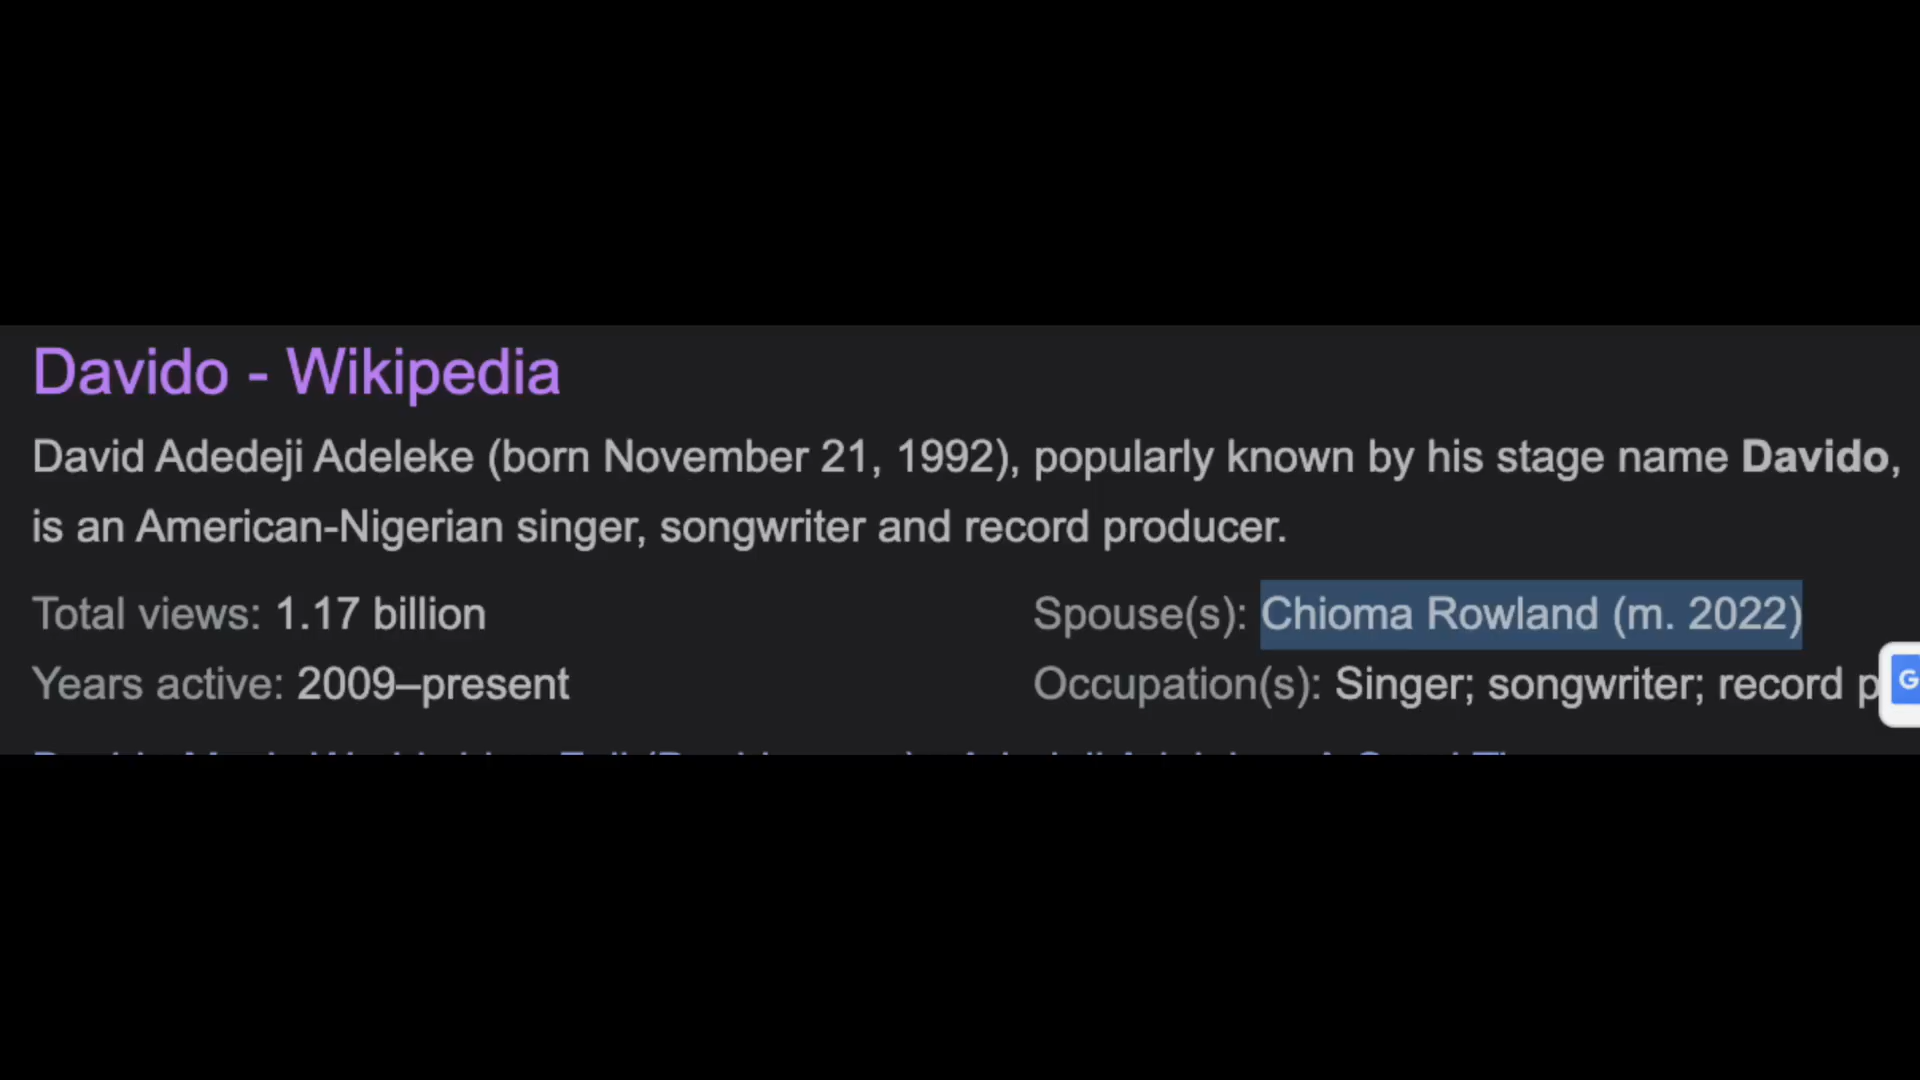 Davido - Wikipedia
David Adedeji Adeleke (born November 21, 1992), popularly known by his stage name Davido,
is an American-Nigerian singer, songwriter and record producer.
Total views: 1.17 billion Spouse(s): Chioma Rowland (m. 2022)
Years active: 2009–present Occupation(s): Singer; songwriter; record p
G